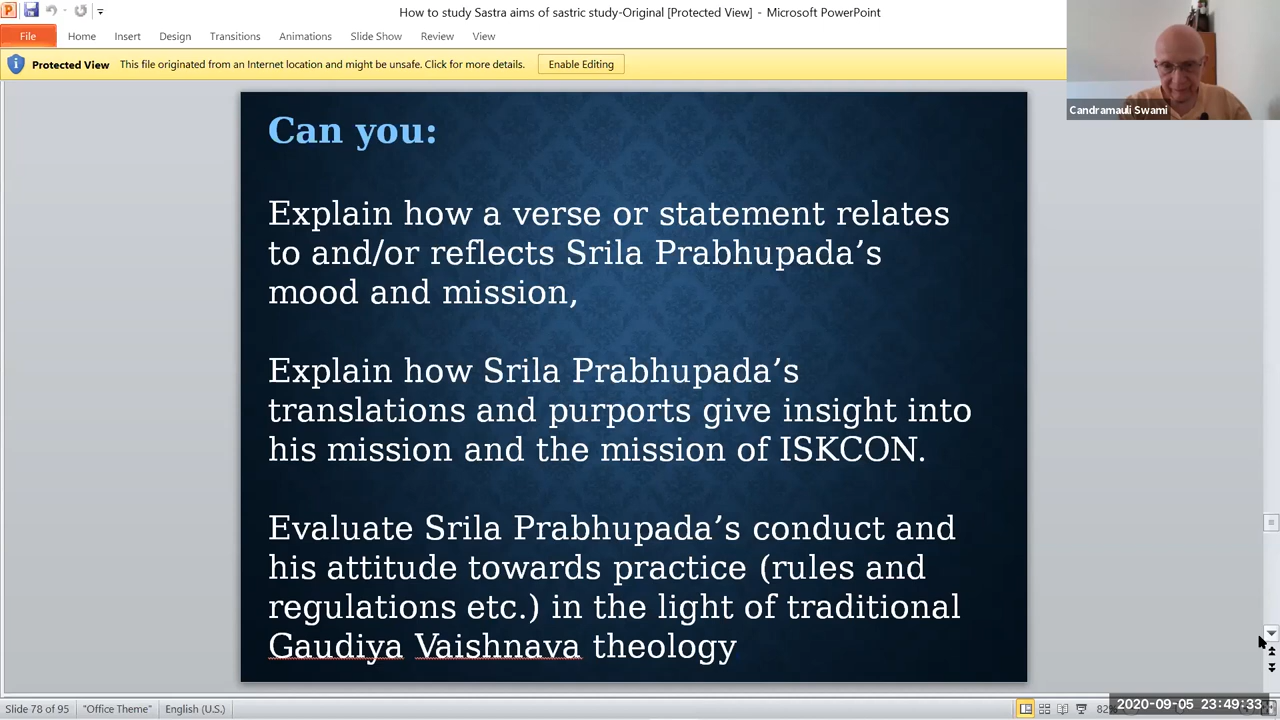 How to study Sastra aims of sastric study-Original [Protected View] - Microsoft PowerPoint
File Home Insert Design Transitions Animations Slide Show Review View
Protected View This file originated from an Internet location and might be unsafe. Click for more details. Enable Editing
Candramauli Swami
Can you:
Explain how a verse or statement relates
to and/or reflects Srila Prabhupada’s
mood and mission,
Explain how Srila Prabhupada’s
translations and purports give insight into
his mission and the mission of ISKCON.
Evaluate Srila Prabhupada’s conduct and
his attitude towards practice (rules and
regulations etc.) in the light of traditional
Gaudiya Vaishnava theology
Slide 78 of 95 "Office Theme" English (U.S.)
2020-09-05 23:49:33